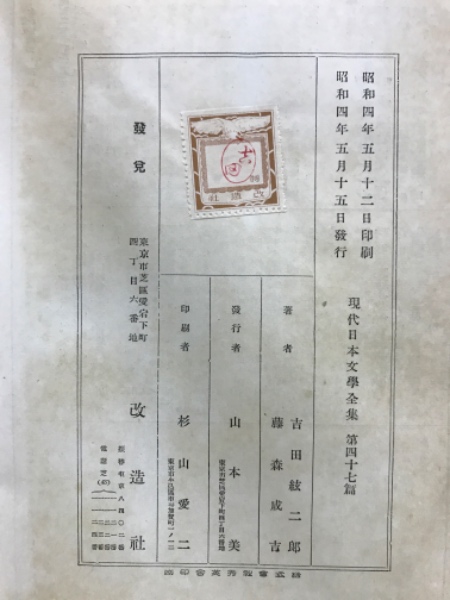 昭和四年五月十二日印刷
昭和四年五月十五日發行
現代日本文學全集 第四十七篇
著者
吉田絃二郎
藤森成吉
發行者
山本美
印刷者
杉山愛二
改造社
發兌
東京市芝區愛宕下町
四丁目六番地
改造社